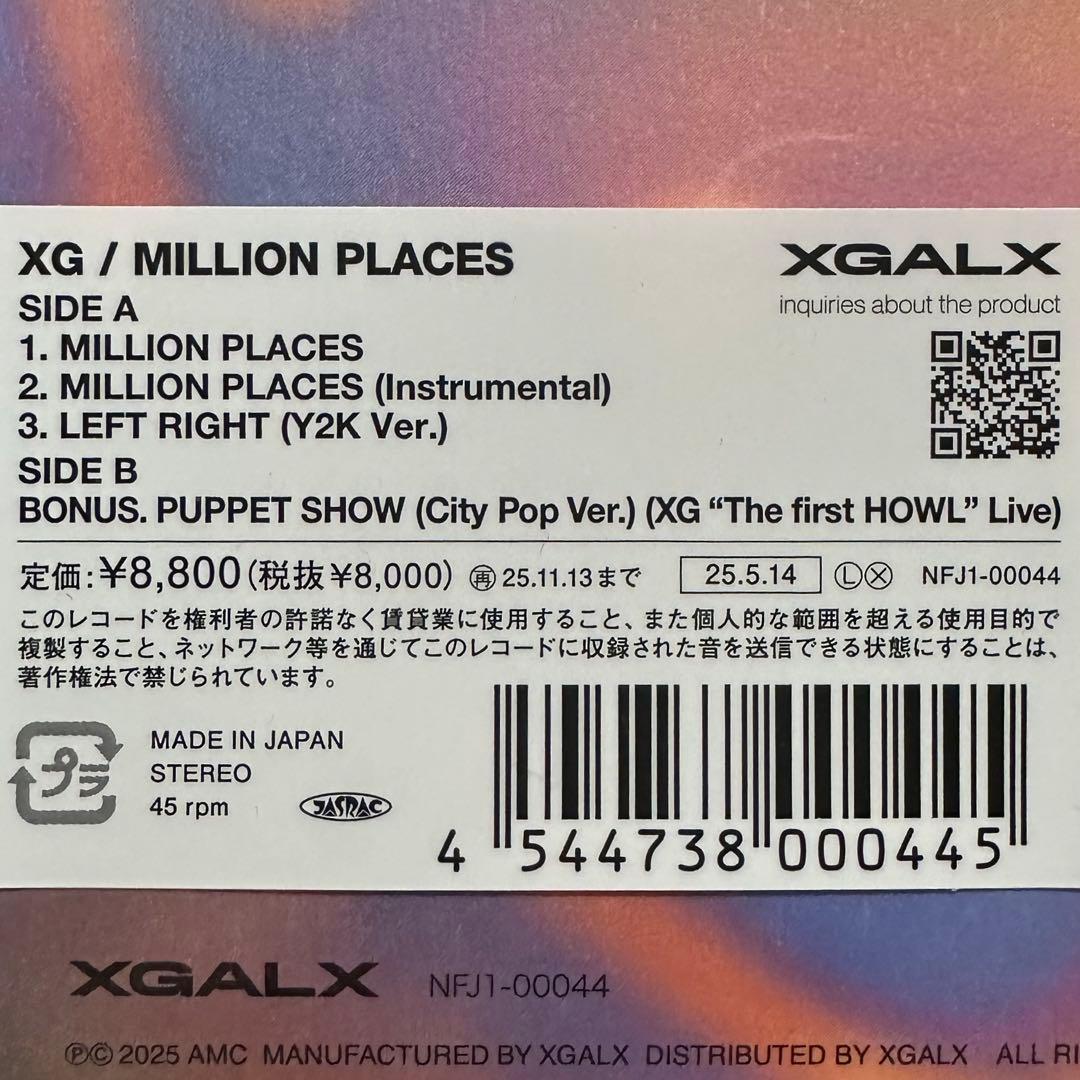 XG / MILLION PLACES
XGALX
inquiries about the product
SIDE A
1. MILLION PLACES
2. MILLION PLACES (Instrumental)
3. LEFT RIGHT (Y2K Ver.)
SIDE B
BONUS. PUPPET SHOW (City Pop Ver.) (XG “The first HOWL” Live)
定価:¥8,800(税抜¥8,000) ㊢25.11.13まで 25.5.14 ⓁⓍ NFJ1-00044
このレコードを権利者の許諾なく賃貸業に使用すること、また個人的な範囲を超える使用目的で
複製すること、ネットワーク等を通じてこのレコードに収録された音を送信できる状態にすることは、
著作権法で禁じられています。
プラ
MADE IN JAPAN
STEREO
45 rpm
JASRAC
4 544738 000445
XGALX NFJ1-00044
ⓅⒸ 2025 AMC MANUFACTURED BY XGALX DISTRIBUTED BY XGALX ALL RI